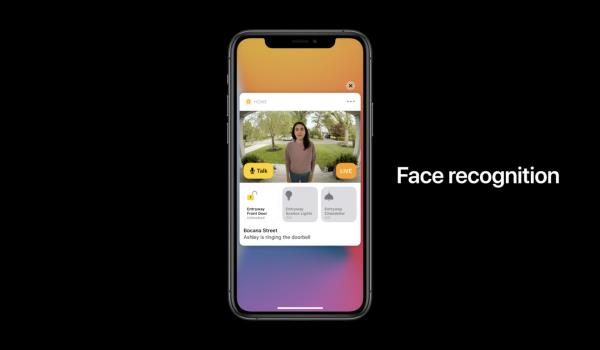 HOME
Talk
LIVE
Entryway
Front Door
Unlocked
Entryway
Sconce Lights
Off
Entryway
Chandelier
Off
Bocana Street
Ashley is ringing the doorbell
Face recognition